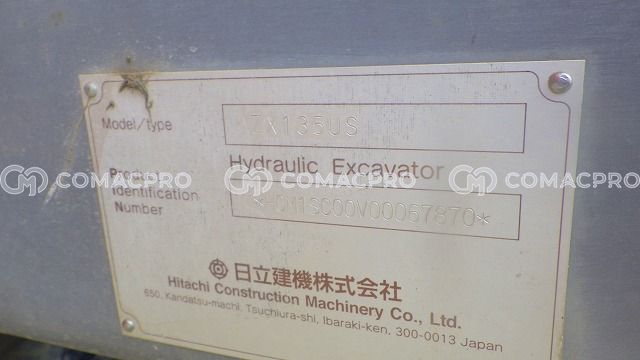 Model/type ZX135US
Hydraulic Excavator
Product
Identification
Number
日立建機株式会社
Hitachi Construction Machinery Co., Ltd.
650, Kandatsu-machi, Tsuchiura-shi, Ibaraki-ken, 300-0013 Japan
COMACPRO COMACPRO COMACPRO